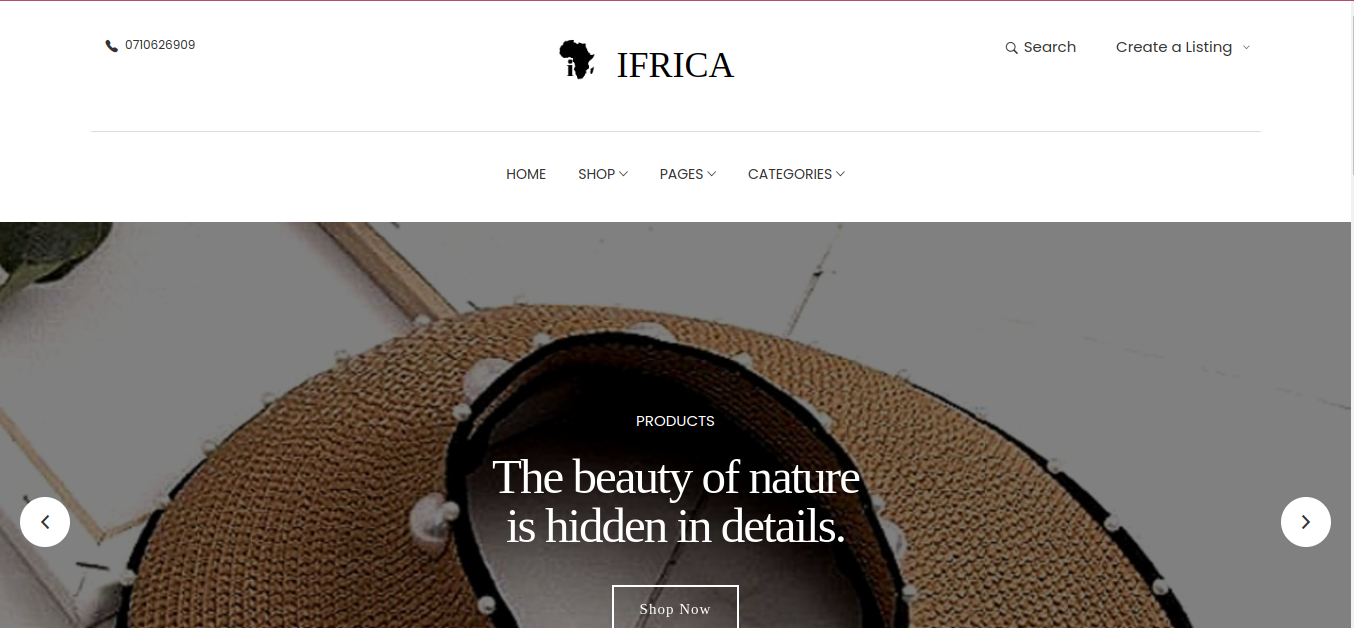 0710626909
i IFRICA
Search
Create a Listing
HOME SHOP PAGES CATEGORIES
PRODUCTS
The beauty of nature
is hidden in details.
Shop Now